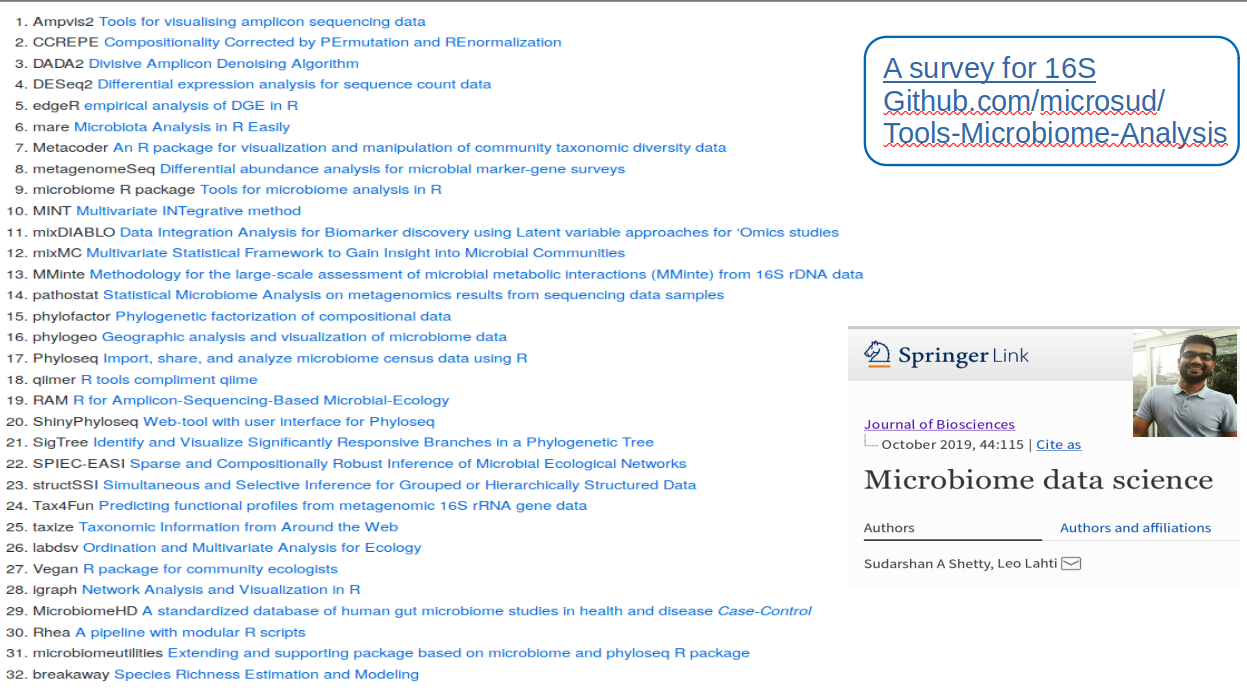 1. Ampvis2 Tools for visualising amplicon sequencing data
2. CCREPE Compositionality Corrected by PErmutation and REnormalization
3. DADA2 Divisive Amplicon Denoising Algorithm
4. DESeq2 Differential expression analysis for sequence count data
5. edgeR empirical analysis of DGE in R
6. mare Microbiota Analysis in R Easily
7. Metacoder An R package for visualization and manipulation of community taxonomic diversity data
8. metagenomeSeq Differential abundance analysis for microbial marker-gene surveys
9. microbiome R package Tools for microbiome analysis in R
10. MINT Multivariate INTegrative method
11. mixDIABLO Data Integration Analysis for Biomarker discovery using Latent variable approaches for ‘Omics studies
12. mixMC Multivariate Statistical Framework to Gain Insight into Microbial Communities
13. MMinte Methodology for the large-scale assessment of microbial metabolic interactions (MMinte) from 16S rDNA data
14. pathostat Statistical Microbiome Analysis on metagenomics results from sequencing data samples
15. phylofactor Phylogenetic factorization of compositional data
16. phylogeo Geographic analysis and visualization of microbiome data
17. Phyloseq Import, share, and analyze microbiome census data using R
18. qiimer R tools compliment qiime
19. RAM R for Amplicon-Sequencing-Based Microbial-Ecology
20. ShinyPhyloseq Web-tool with user interface for Phyloseq
21. SigTree Identify and Visualize Significantly Responsive Branches in a Phylogenetic Tree
22. SPIEC-EASI Sparse and Compositionally Robust Inference of Microbial Ecological Networks
23. structSSI Simultaneous and Selective Inference for Grouped or Hierarchically Structured Data
24. Tax4Fun Predicting functional profiles from metagenomic 16S rRNA gene data
25. taxize Taxonomic Information from Around the Web
26. labdsv Ordination and Multivariate Analysis for Ecology
27. Vegan R package for community ecologists
28. igraph Network Analysis and Visualization in R
29. MicrobiomeHD A standardized database of human gut microbiome studies in health and disease Case-Control
30. Rhea A pipeline with modular R scripts
31. microbiomeutilities Extending and supporting package based on microbiome and phyloseq R package
32. breakaway Species Richness Estimation and Modeling
A survey for 16S
Github.com/microsud/
Tools-Microbiome-Analysis
Springer Link
Journal of Biosciences
October 2019, 44:115 | Cite as
Microbiome data science
Authors Authors and affiliations
Sudarshan A Shetty, Leo Lahti